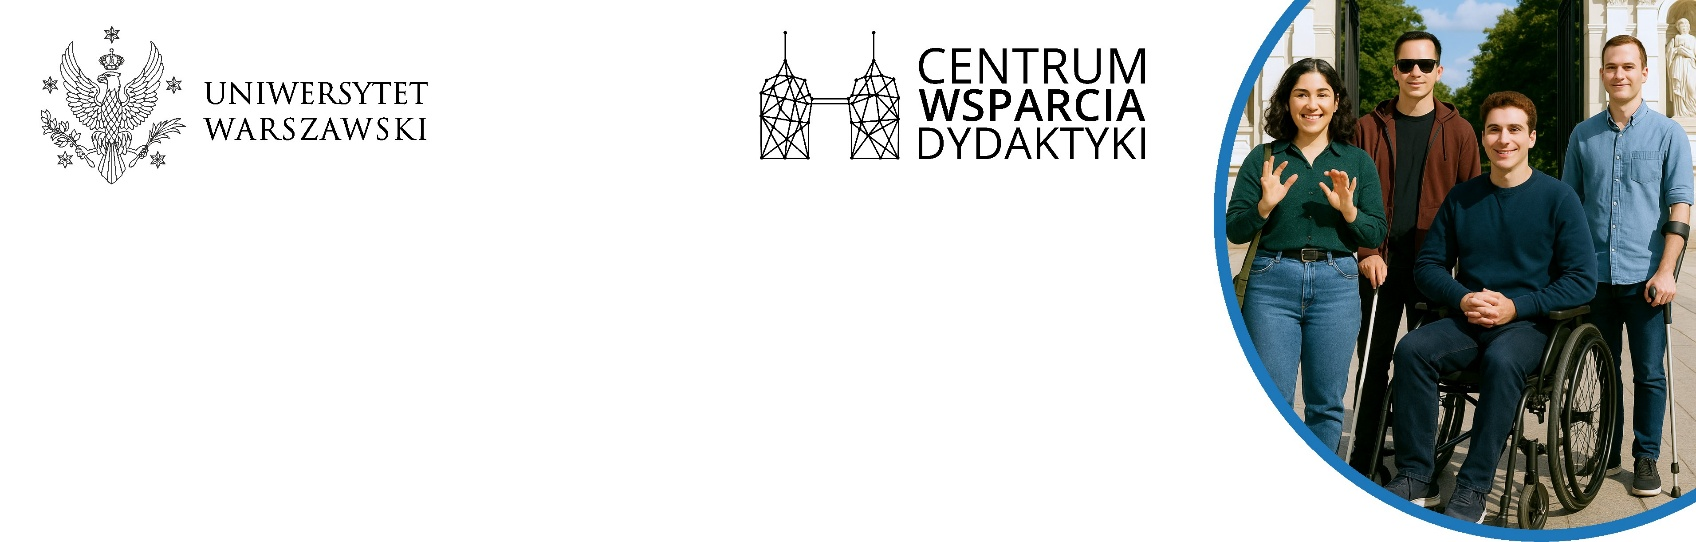 UNIWERSYTET
WARSZAWSKI
CENTRUM
WSPARCIA
DYDAKTYKI